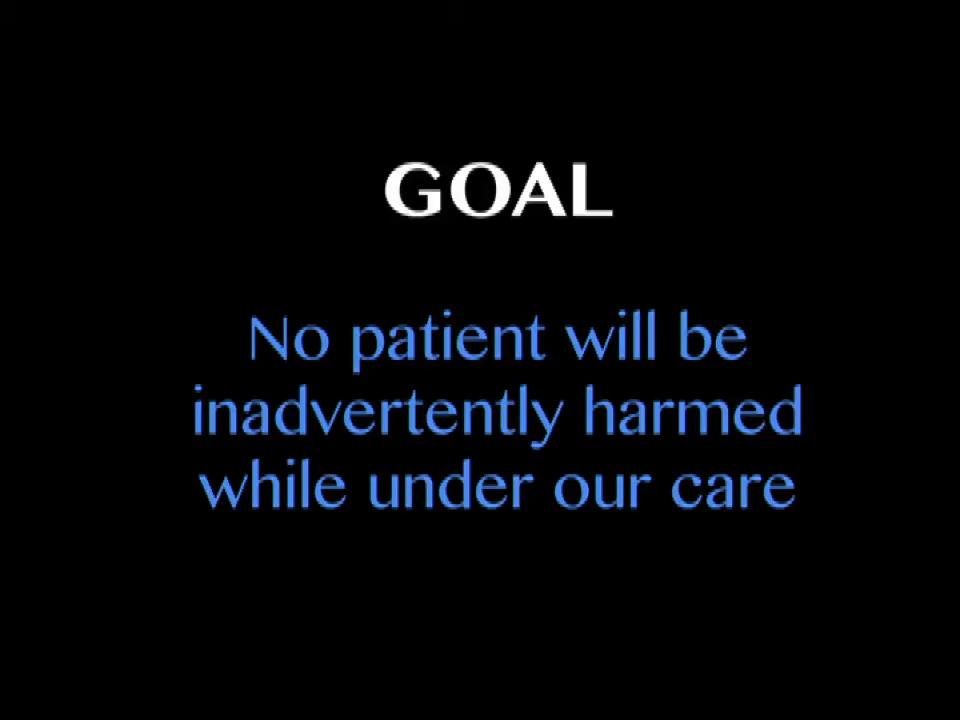 GOAL
No patient will be
inadvertently harmed
while under our care